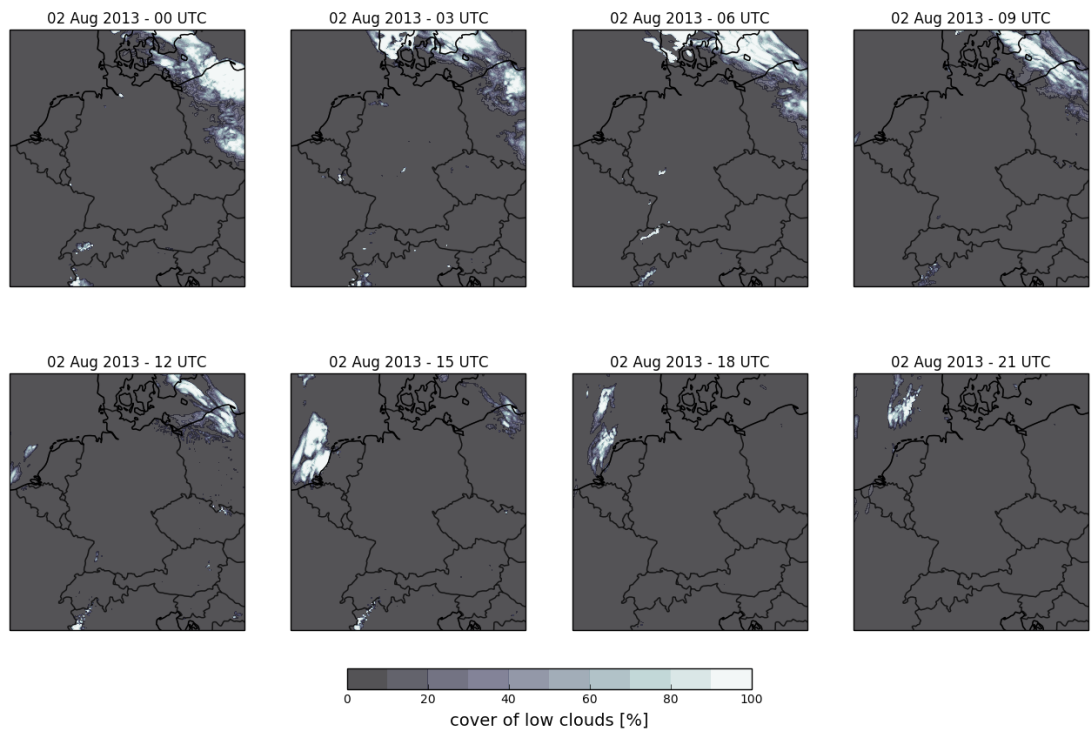 02 Aug 2013 - 00 UTC
02 Aug 2013 - 03 UTC
02 Aug 2013 - 06 UTC
02 Aug 2013 - 09 UTC
02 Aug 2013 - 12 UTC
02 Aug 2013 - 15 UTC
02 Aug 2013 - 18 UTC
02 Aug 2013 - 21 UTC
0 20 40 60 80 100
cover of low clouds [%]